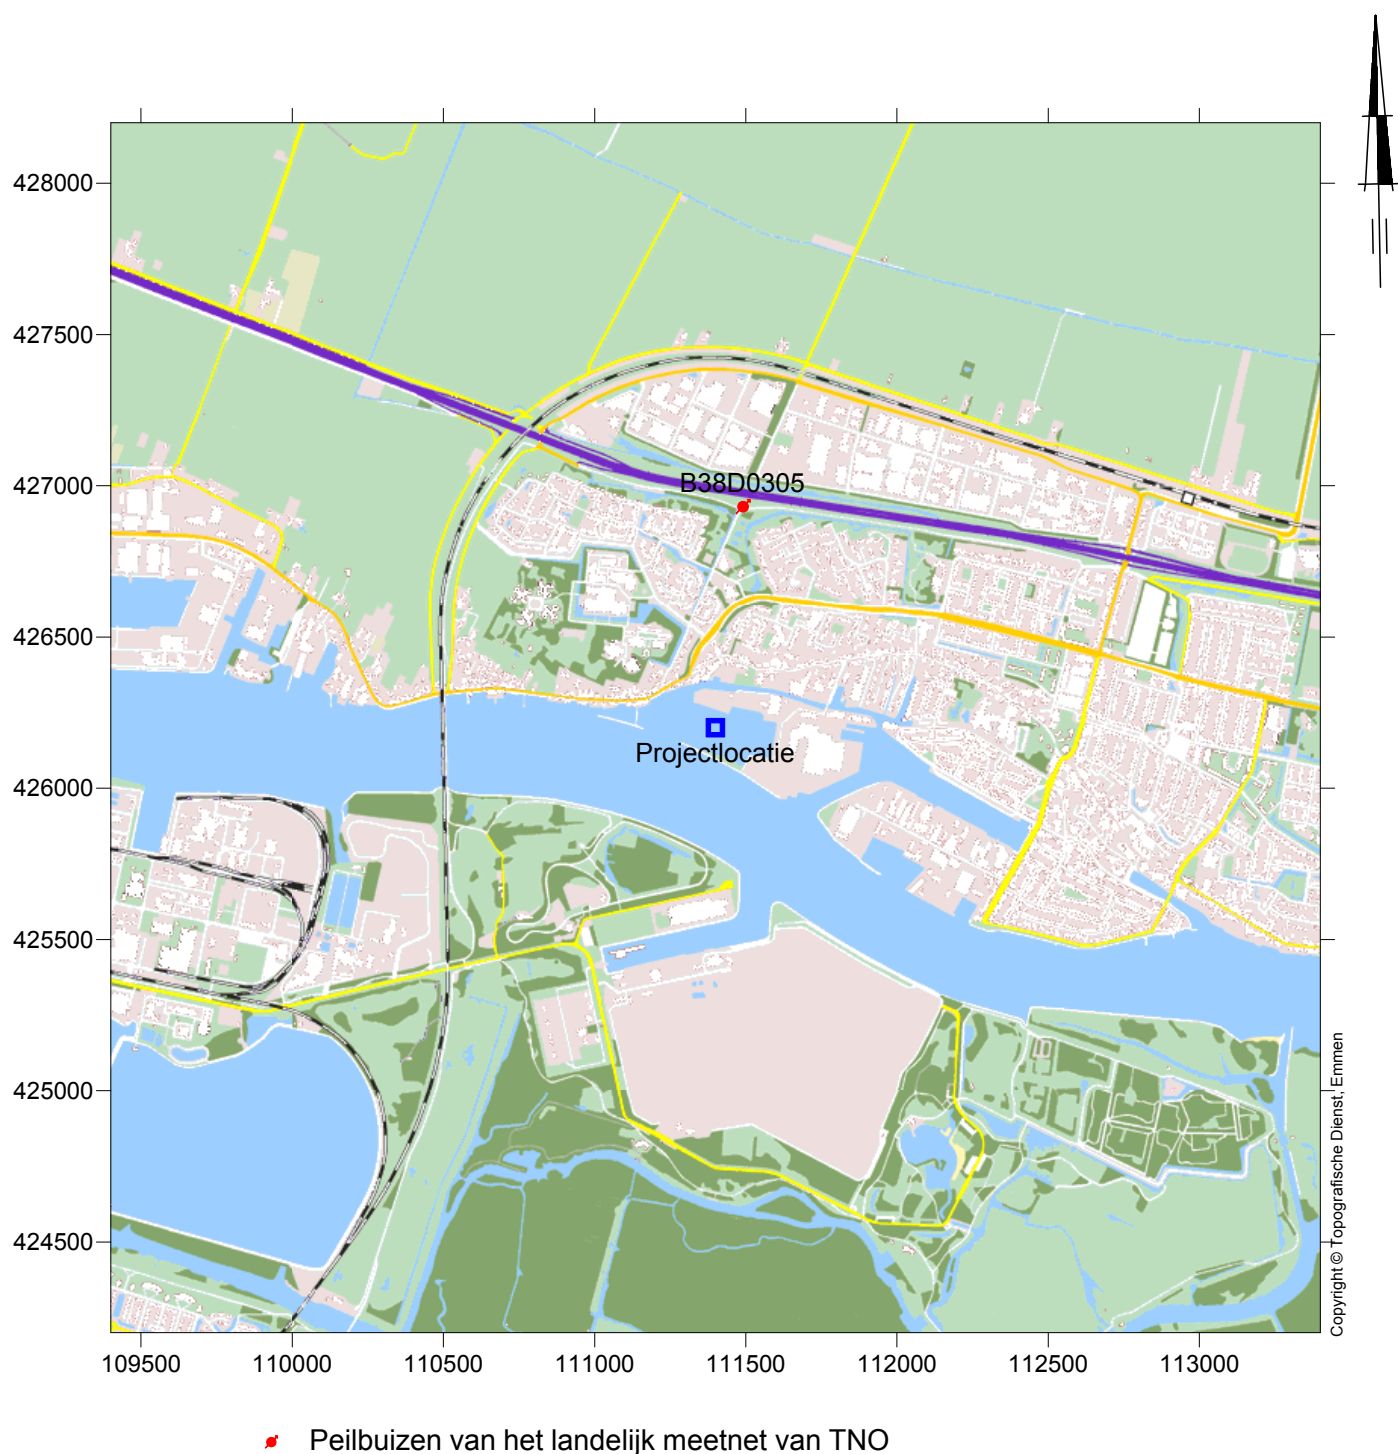 428000
427500
427000
426500
426000
425500
425000
424500
B38D0305
Projectlocatie
109500 110000 110500 111000 111500 112000 112500 113000
Copyright © Topografische Dienst, Emmen
Peilbuizen van het landelijk meetnet van TNO